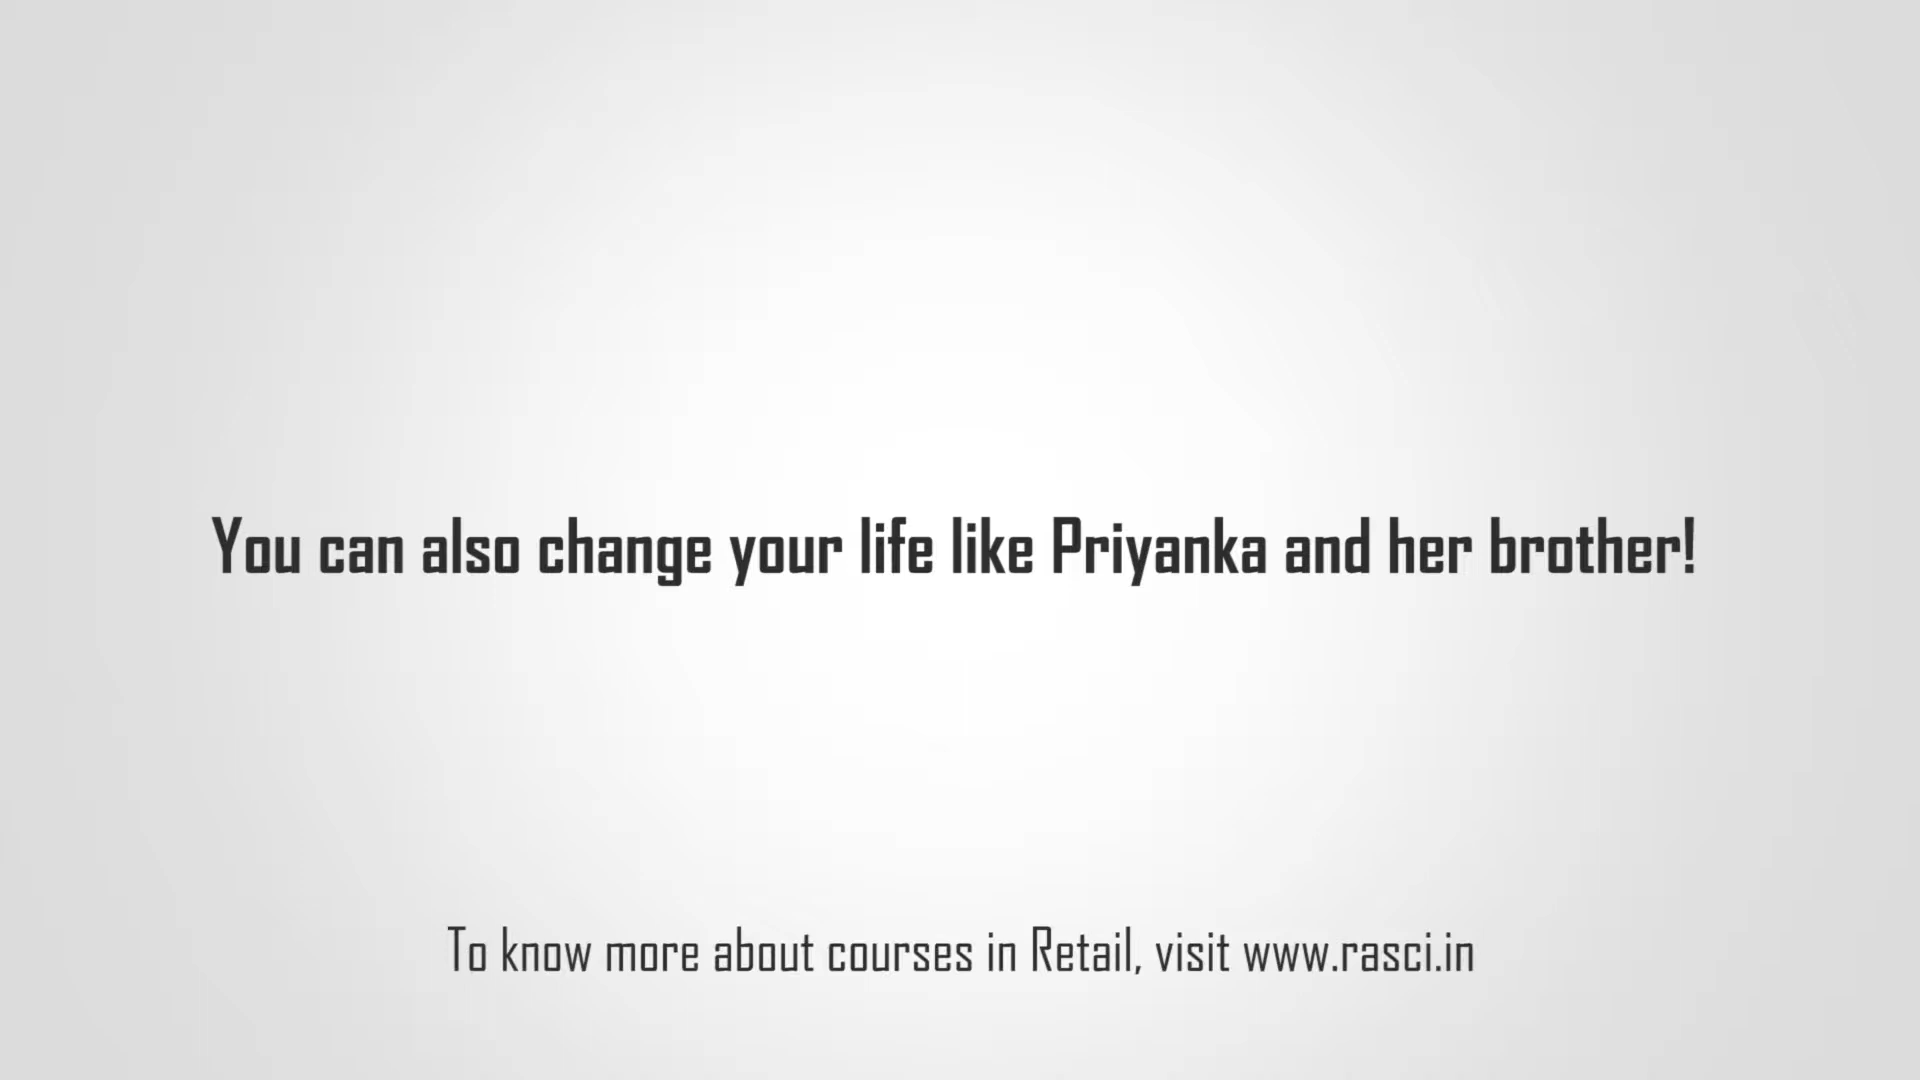 You can also change your life like Priyanka and her brother!
To know more about courses in Retail, visit www.rasci.in